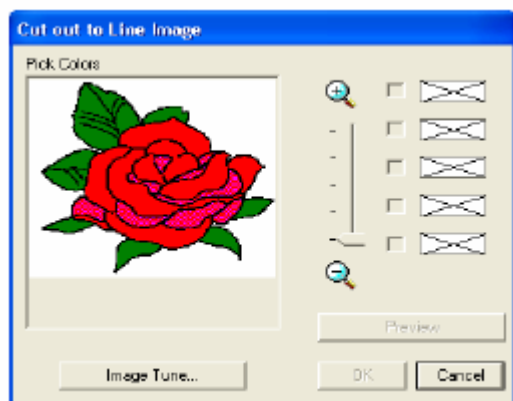 Cut out to Line Image
Pick Colors
Preview
Image Tune...
OK
Cancel